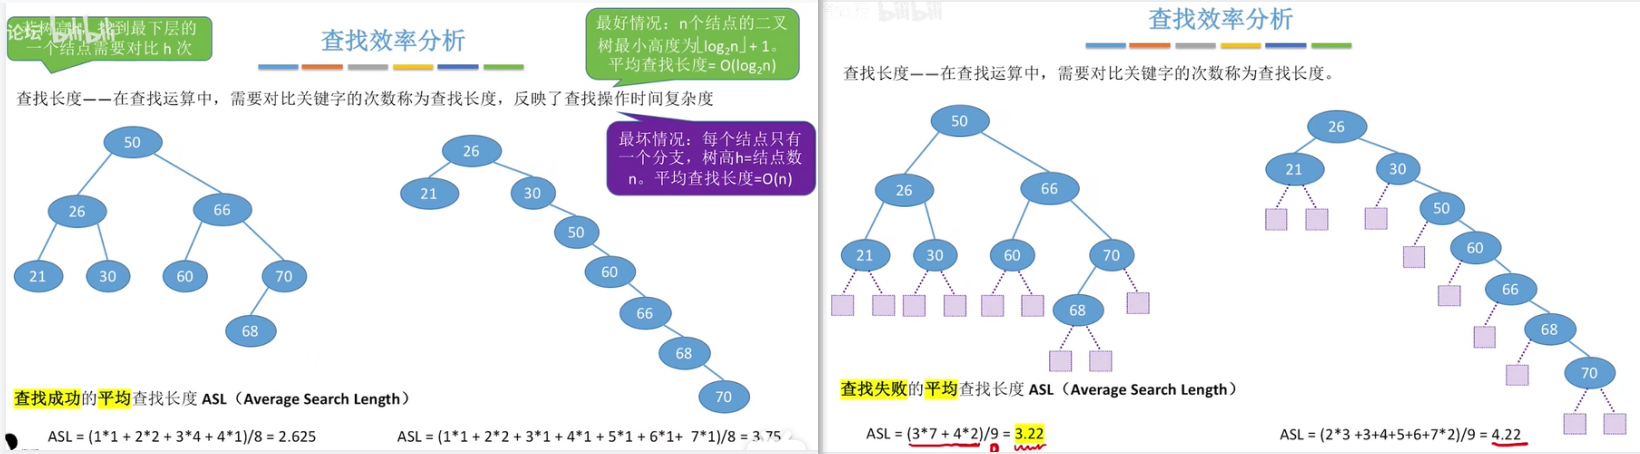 论坛 bilibili
到最下层的
一个结点需要对比 h 次
查找效率分析
最好情况：n个结点的二叉
树最小高度为⌊log₂n⌋ + 1。
平均查找长度= O(log₂n)
查找长度——在查找运算中，需要对比关键字的次数称为查找长度，反映了查找操作时间复杂度
最坏情况：每个结点只有
一个分支，树高h=结点数
n。平均查找长度=O(n)
50
26
66
21
30
60
70
68
26
21
30
50
60
66
68
70
查找成功的平均查找长度 ASL（Average Search Length）
ASL = (1*1 + 2*2 + 3*4 + 4*1)/8 = 2.625
ASL = (1*1 + 2*2 + 3*1 + 4*1 + 5*1 + 6*1+ 7*1)/8 = 3.75
bilibili
查找效率分析
查找长度——在查找运算中，需要对比关键字的次数称为查找长度。
50
26
66
21
30
60
70
68
26
21
30
50
60
66
68
70
查找失败的平均查找长度 ASL（Average Search Length）
ASL = (3*7 + 4*2)/9 = 3.22
ASL = (2*3 +3+4+5+6+7*2)/9 = 4.22